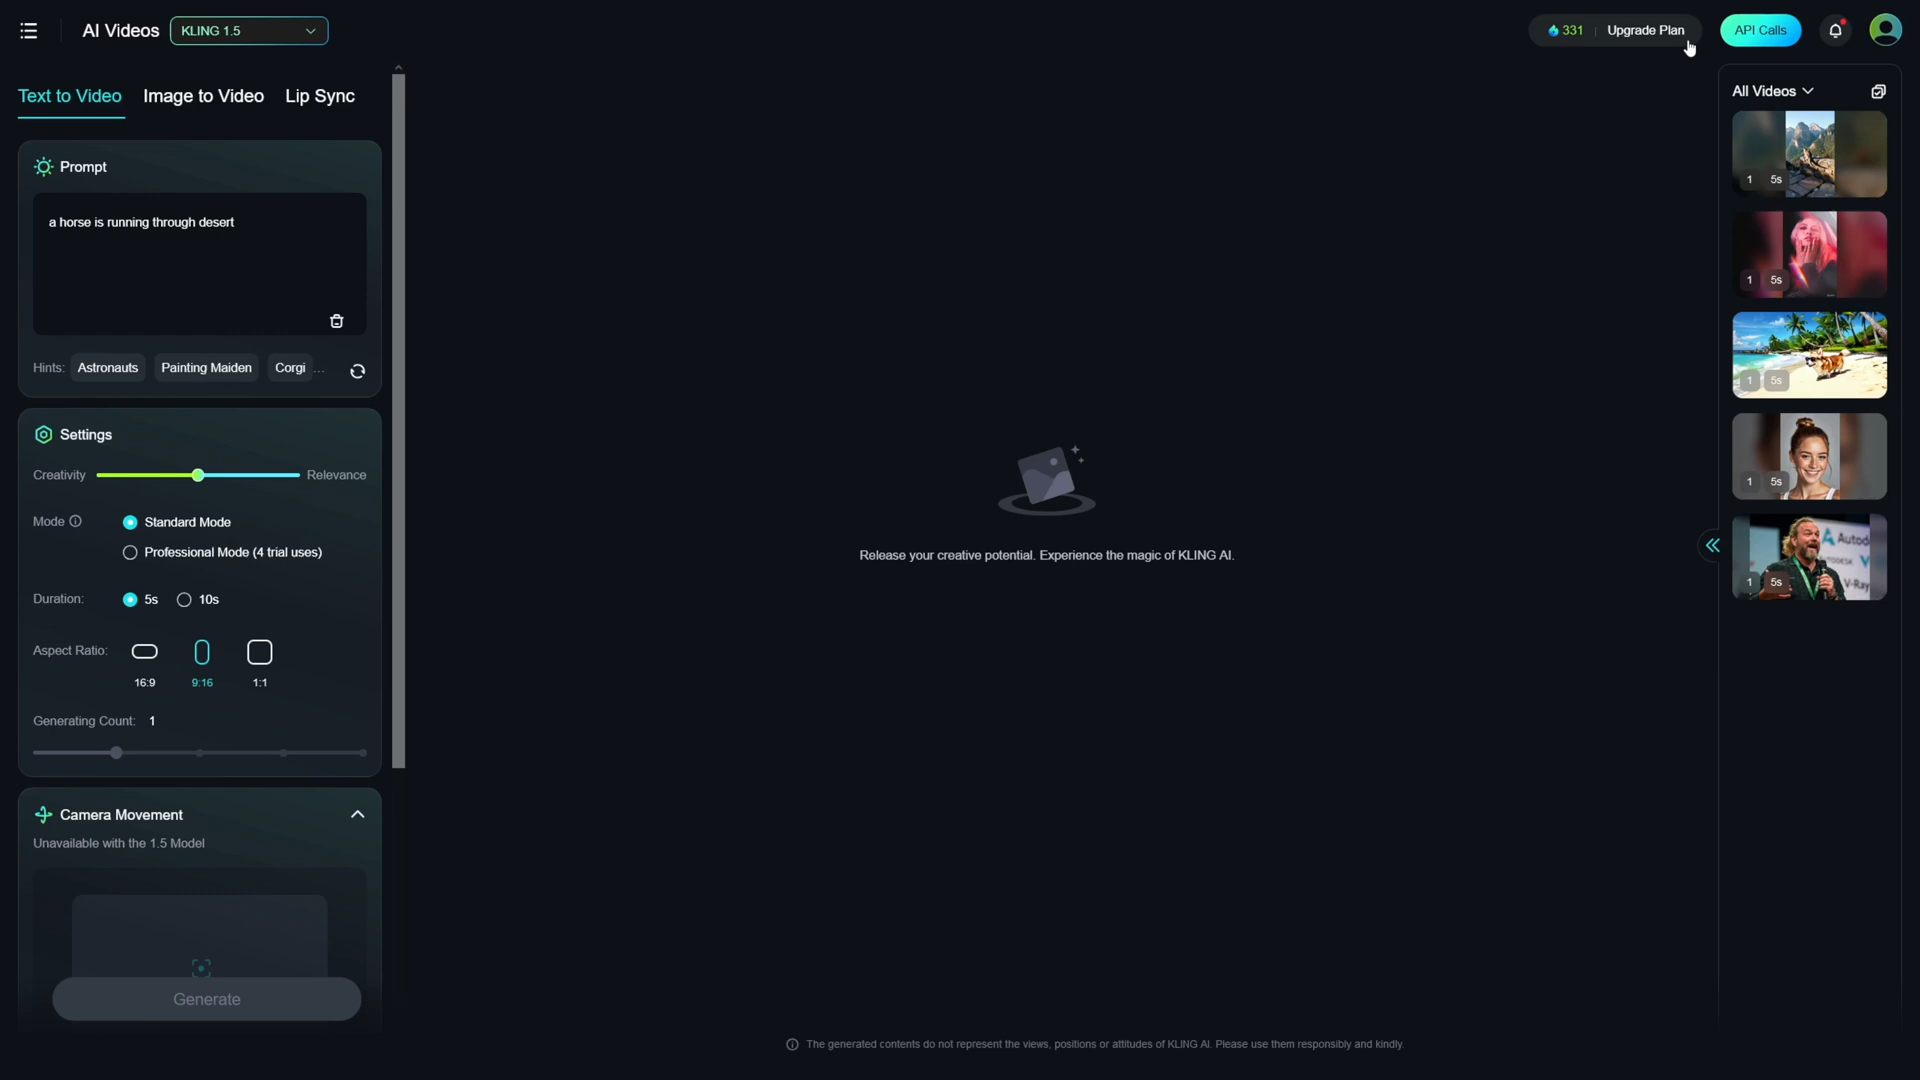 AI Videos
KLING 1.5
331
Upgrade Plan
API Calls
Text to Video
Image to Video
Lip Sync
Prompt
a horse is running through desert
Hints:
Astronauts
Painting Maiden
Corgi ...
Settings
Creativity
Relevance
Mode
Standard Mode
Professional Mode (4 trial uses)
Duration:
5s
10s
Aspect Ratio:
16:9
9:16
1:1
Generating Count: 1
Camera Movement
Unavailable with the 1.5 Model
Generate
Release your creative potential. Experience the magic of KLING AI.
The generated contents do not represent the views, positions or attitudes of KLING AI. Please use them responsibly and kindly.
All Videos
1 5s
1 5s
1 5s
1 5s
Autod
AUTODESK
V-Ray
1 5s